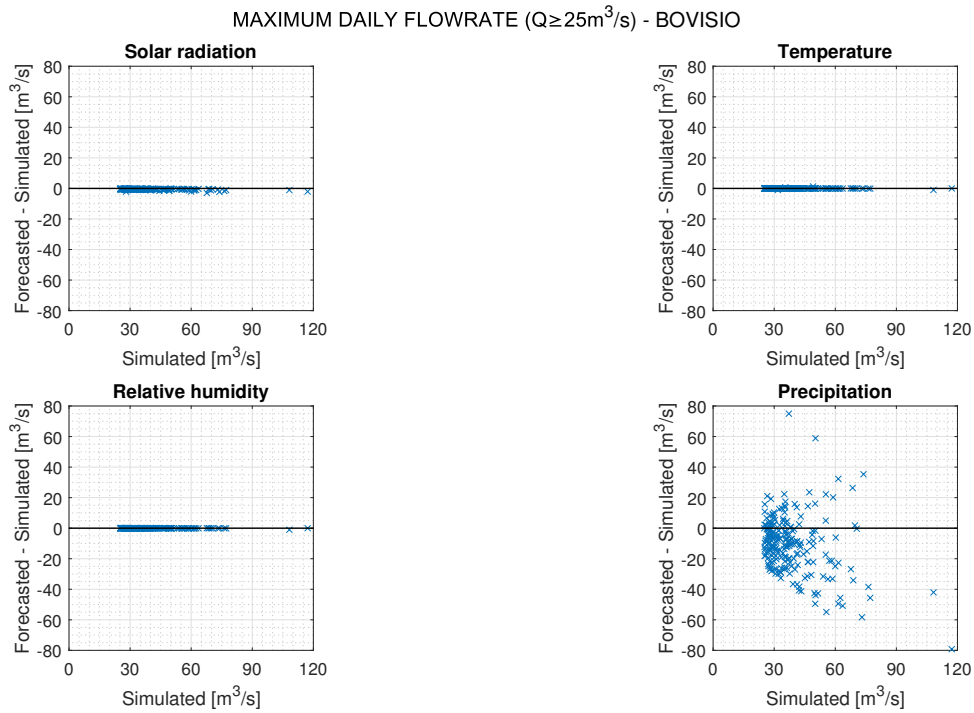 MAXIMUM DAILY FLOWRATE (Q≥25m³/s) - BOVISIO
Solar radiation
80
60
40
20
0
-20
-40
-60
-80
0 30 60 90 120
Forecasted - Simulated [m³/s]
Simulated [m³/s]
Temperature
80
60
40
20
0
-20
-40
-60
-80
0 30 60 90 120
Forecasted - Simulated [m³/s]
Simulated [m³/s]
Relative humidity
80
60
40
20
0
-20
-40
-60
-80
0 30 60 90 120
Forecasted - Simulated [m³/s]
Simulated [m³/s]
Precipitation
80
60
40
20
0
-20
-40
-60
-80
0 30 60 90 120
Forecasted - Simulated [m³/s]
Simulated [m³/s]